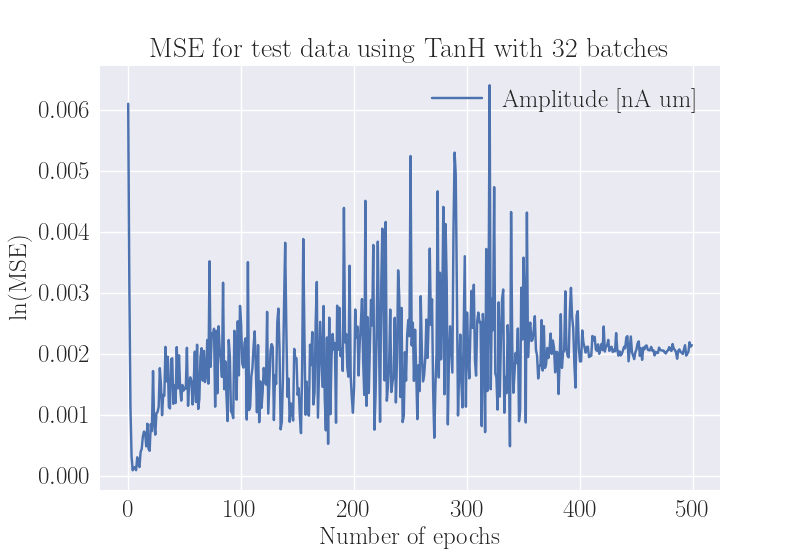 MSE for test data using TanH with 32 batches
Amplitude [nA um]
0.006
0.005
0.004
0.003
0.002
0.001
0.000
ln(MSE)
0 100 200 300 400 500
Number of epochs